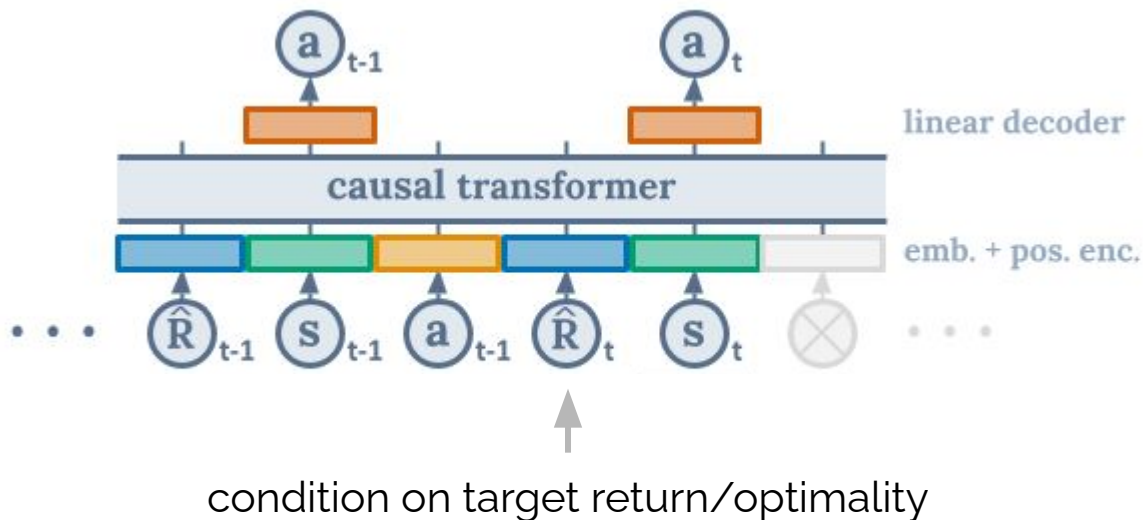 a t-1 a t
linear decoder
causal transformer
emb. + pos. enc.
• • • R̂ t-1 s t-1 a t-1 R̂ t s t • • •
condition on target return/optimality